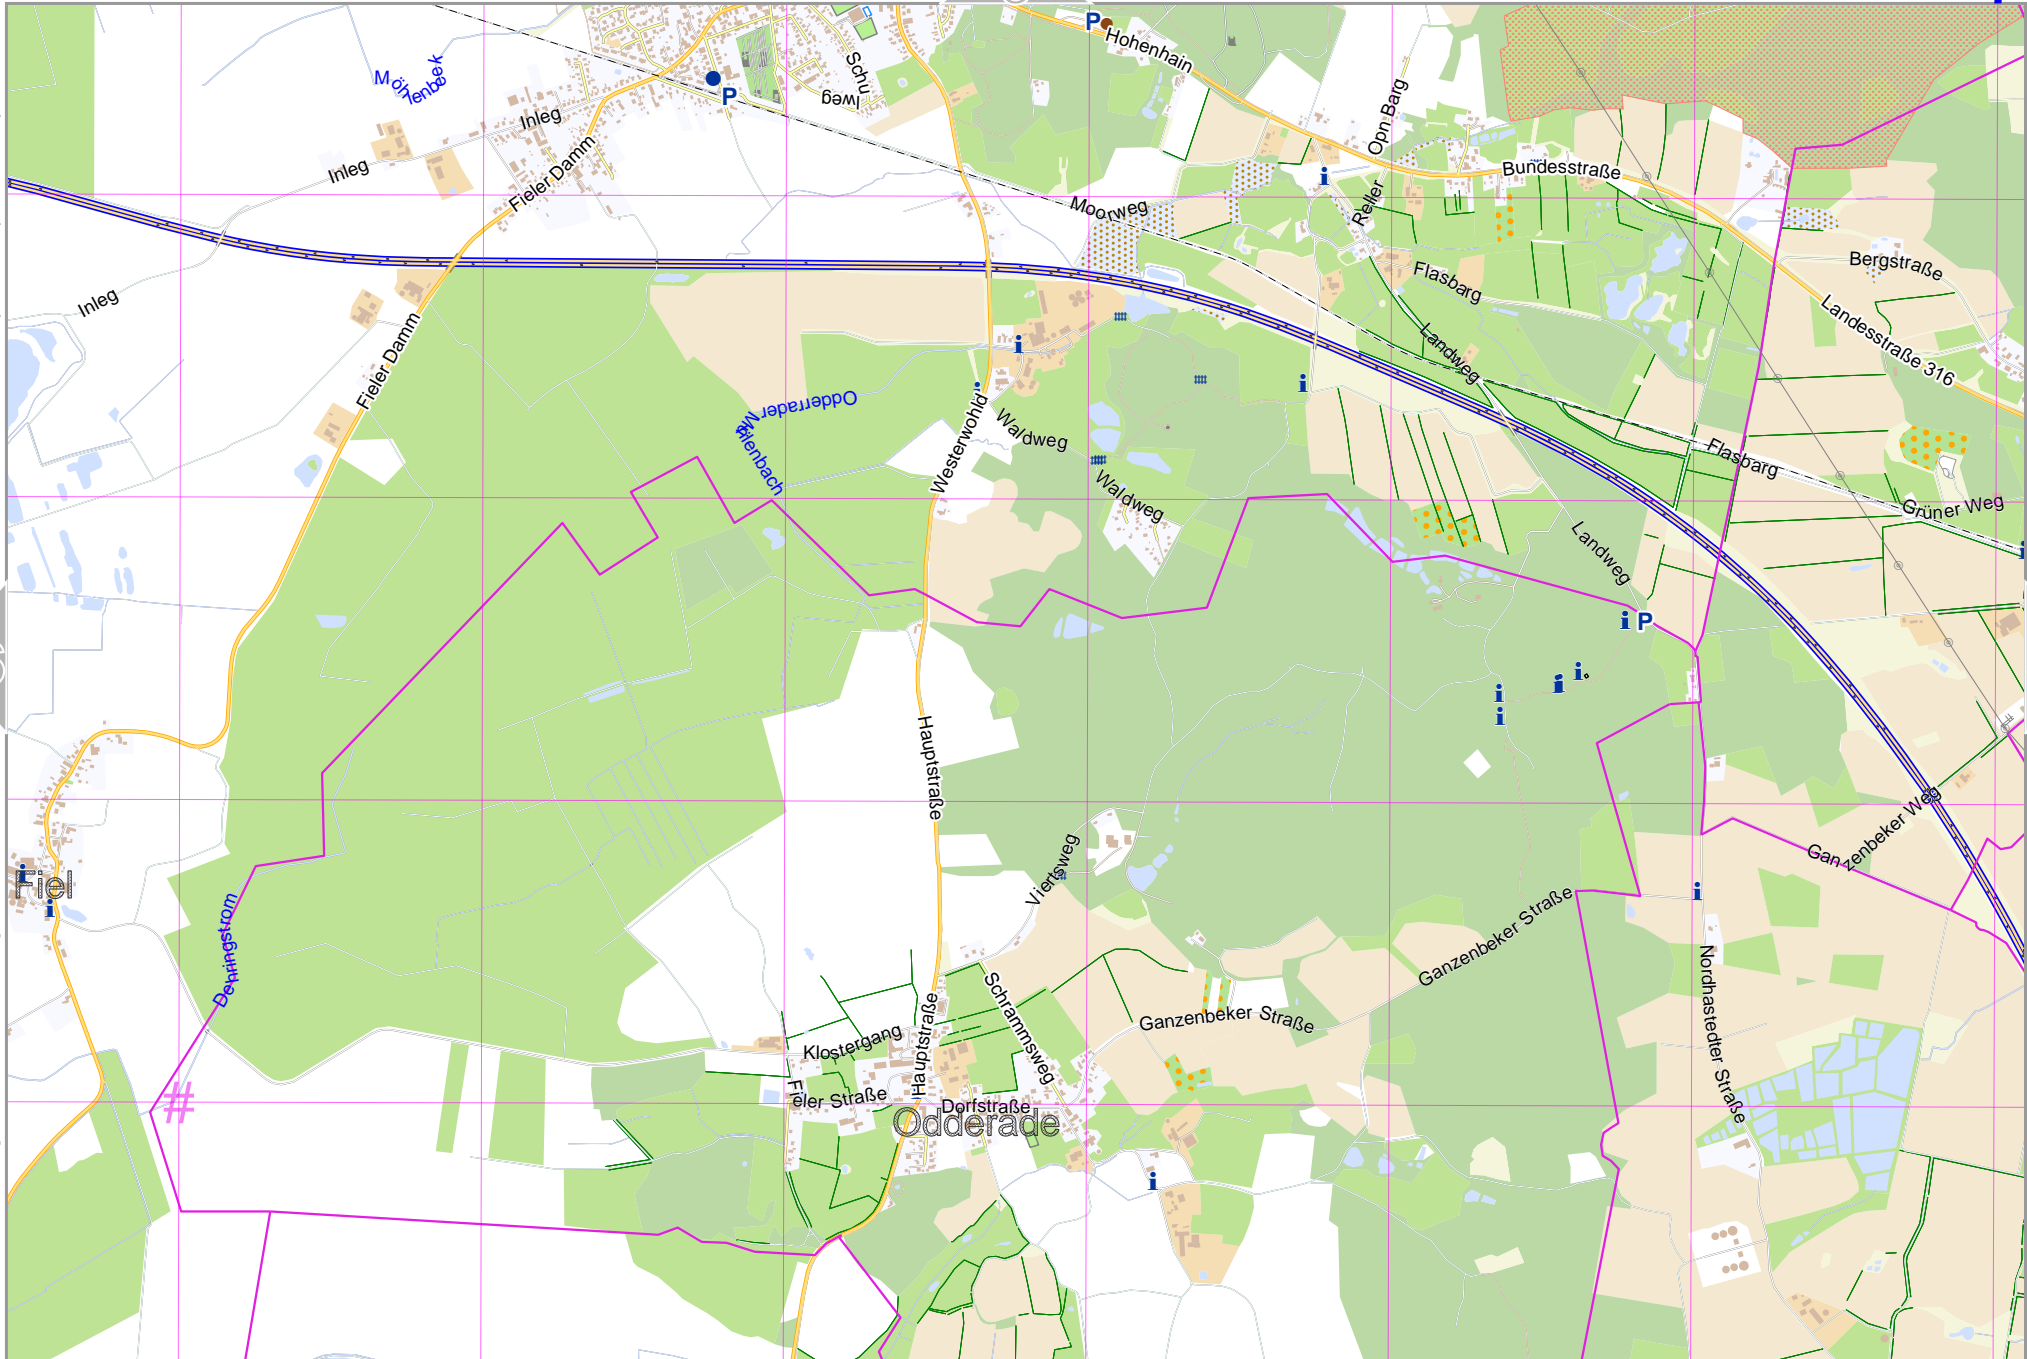 P
Hohenhain
Möhlenbek
Schulweg
P
Inleg
Opn Barg
Fieler Damm
Inleg
Bundesstraße
i
Moorweg
Reller
Flasbarg
Bergstraße
Inleg
Landesstraße 316
Fieler Damm
i
Landweg
i
Odderrader Mühlenbach
Westerwohld
Waldweg
Flasbarg
Waldweg
Grüner Weg
Landweg
i
i P
i
i
i
i
Hauptstraße
Ganzenbeker Weg
Viertsweg
i
Fiel
i
i
Ganzenbeker Straße
Dehringstrom
Nordhastedter Straße
Schrammsweg
Hauptstraße
Ganzenbeker Straße
Klostergang
#
Fieler Straße
Dorfstraße
Odderade
i